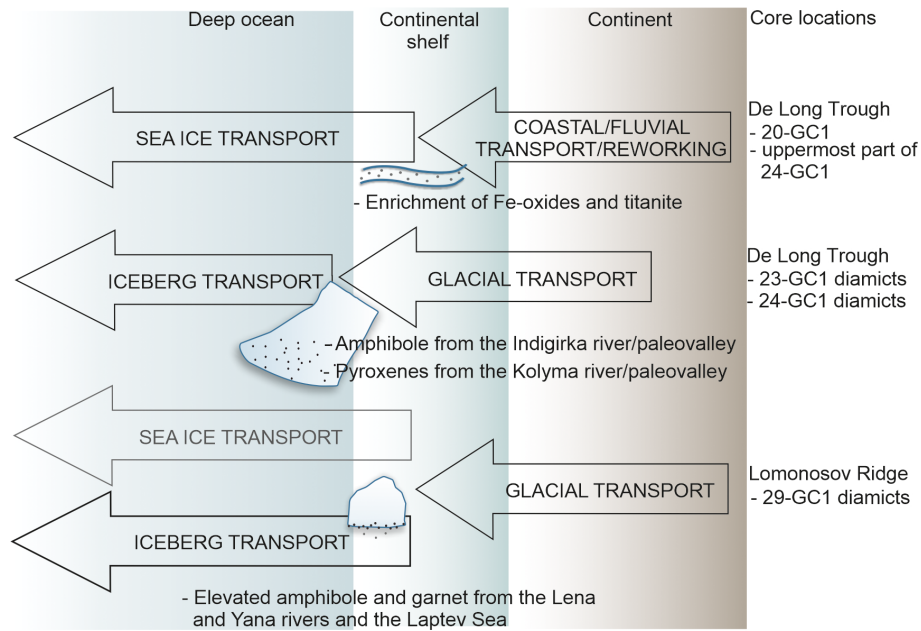 Deep ocean
Continental
shelf
Continent
Core locations
SEA ICE TRANSPORT
COASTAL/FLUVIAL
TRANSPORT/REWORKING
De Long Trough
- 20-GC1
- uppermost part of
24-GC1
- Enrichment of Fe-oxides and titanite
ICEBERG TRANSPORT
GLACIAL TRANSPORT
De Long Trough
- 23-GC1 diamicts
- 24-GC1 diamicts
- Amphibole from the Indigirka river/paleovalley
- Pyroxenes from the Kolyma river/paleovalley
SEA ICE TRANSPORT
GLACIAL TRANSPORT
Lomonosov Ridge
- 29-GC1 diamicts
ICEBERG TRANSPORT
- Elevated amphibole and garnet from the Lena
and Yana rivers and the Laptev Sea